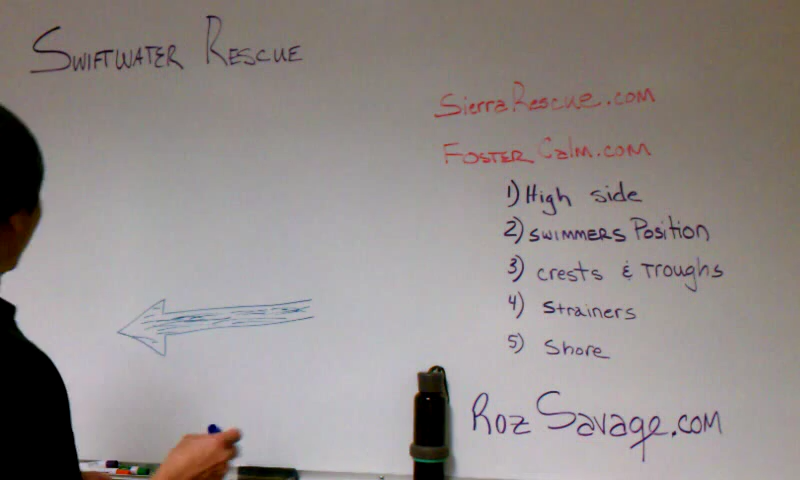 Swiftwater Rescue
SierraRescue.com
FosterCalm.com
1) High side
2) Swimmers Position
3) crests & Troughs
4) Strainers
5) Shore
RozSavage.com